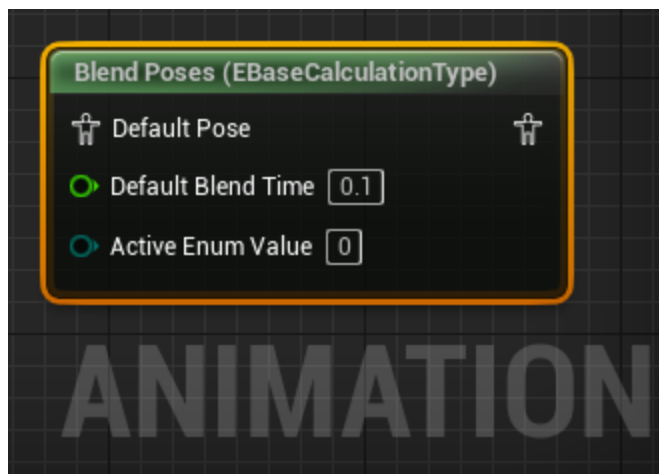 Blend Poses (EBaseCalculationType)
Default Pose
Default Blend Time 0.1
Active Enum Value 0
ANIMATION